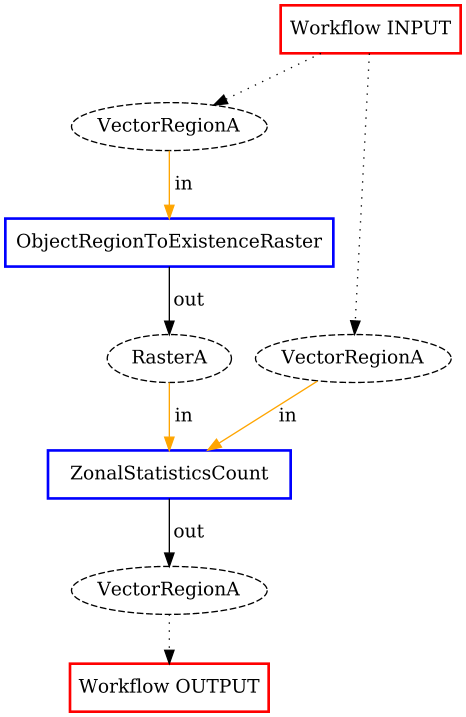 Workflow INPUT
VectorRegionA
in
ObjectRegionToExistenceRaster
out
RasterA
VectorRegionA
in
in
ZonalStatisticsCount
out
VectorRegionA
Workflow OUTPUT